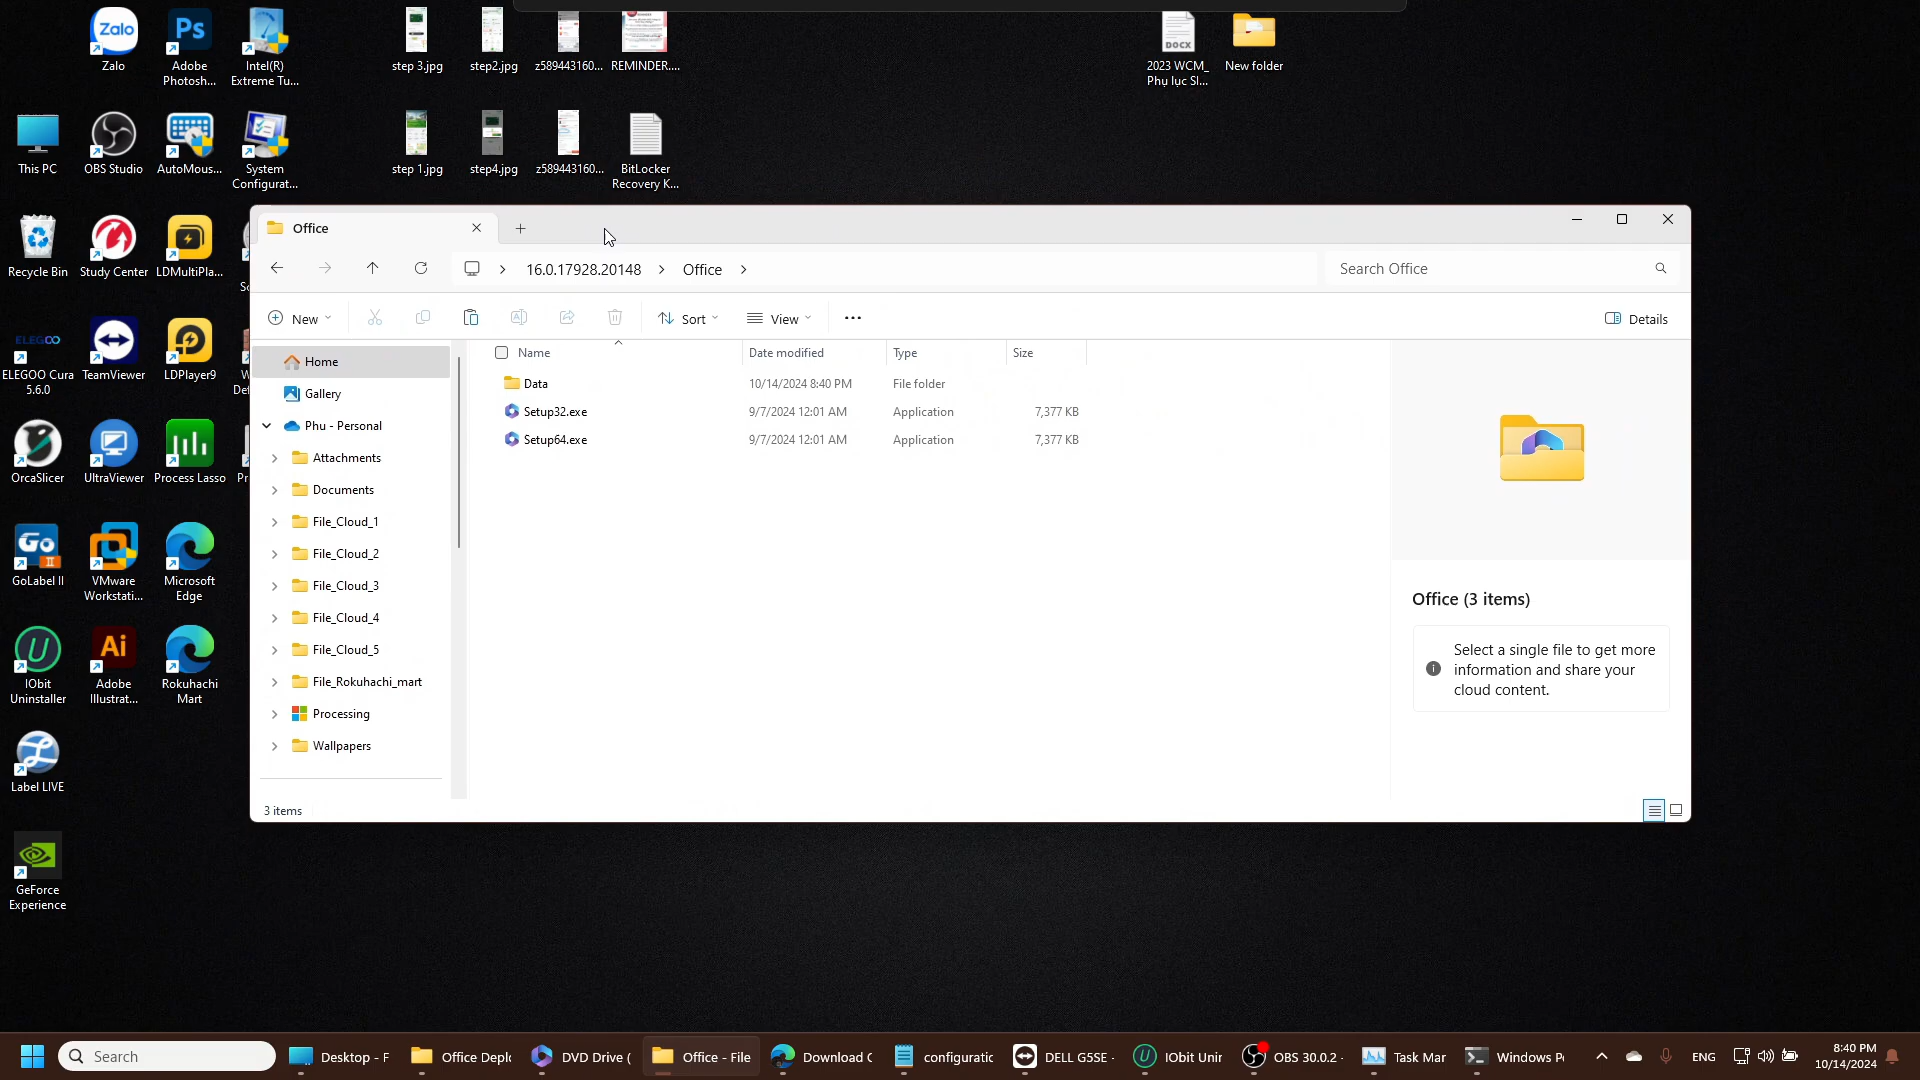 Zalo
Adobe
Photosh...
Intel(R)
Extreme Tu...
step 3.jpg
step2.jpg
z589443160...
REMINDER....
DOCX
2023 WCM_
Phụ lục Sl...
New folder
This PC
OBS Studio
AutoMous...
System
Configurat...
step 1.jpg
step4.jpg
z589443160...
BitLocker
Recovery K...
Recycle Bin
Study Center
LDMultiPla...
ELEGOO Cura
5.6.0
TeamViewer
LDPlayer9
OrcaSlicer
UltraViewer
Process Lasso
GoLabel II
VMware
Workstati...
Microsoft
Edge
IObit
Uninstaller
Adobe
Illustrat...
Rokuhachi
Mart
Label LIVE
GeForce
Experience
Office
16.0.17928.20148 > Office >
Search Office
New
Sort
View
Details
Home
Gallery
Phu - Personal
Attachments
Documents
File_Cloud_1
File_Cloud_2
File_Cloud_3
File_Cloud_4
File_Cloud_5
File_Rokuhachi_mart
Processing
Wallpapers
Name Date modified Type Size
Data 10/14/2024 8:40 PM File folder
Setup32.exe 9/7/2024 12:01 AM Application 7,377 KB
Setup64.exe 9/7/2024 12:01 AM Application 7,377 KB
Office (3 items)
Select a single file to get more
information and share your
cloud content.
3 items
Search
Desktop - F
Office Depl
DVD Drive (
Office - File
Download
configuratio
DELL G5SE -
IObit Unin
OBS 30.0.2 -
Task Man
Windows Po
ENG
8:40 PM
10/14/2024